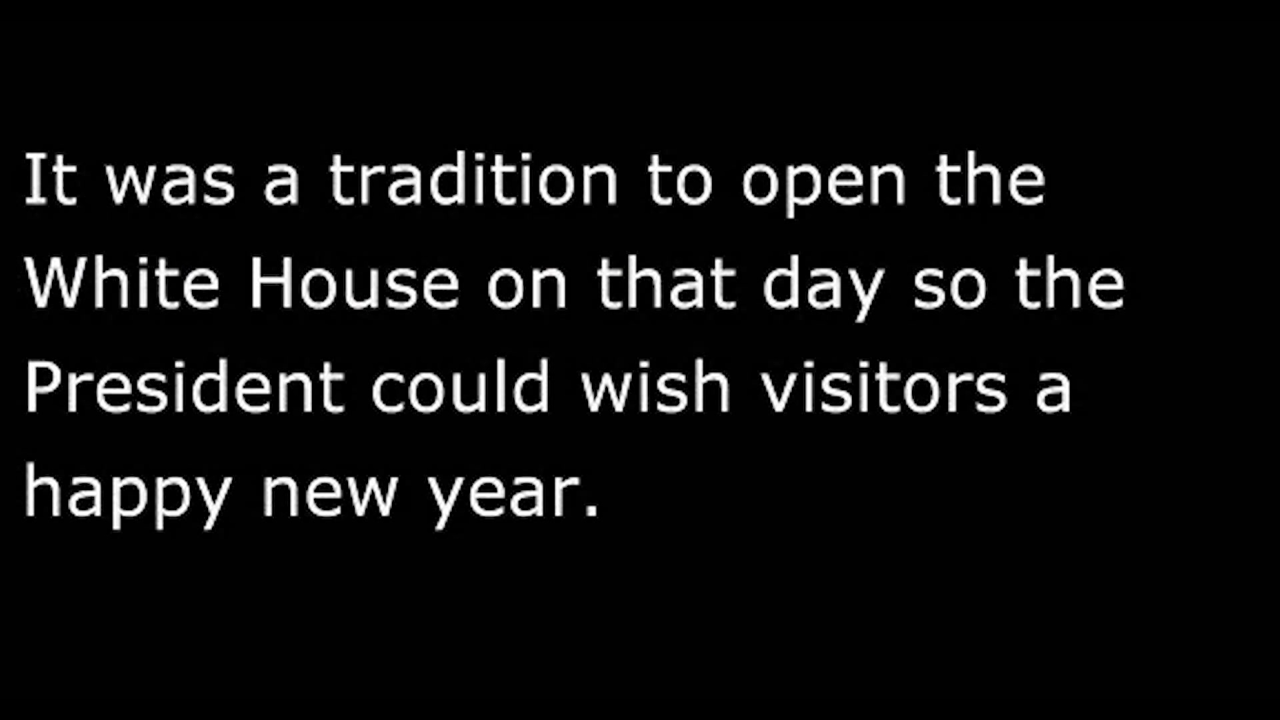 It was a tradition to open the
White House on that day so the
President could wish visitors a
happy new year.